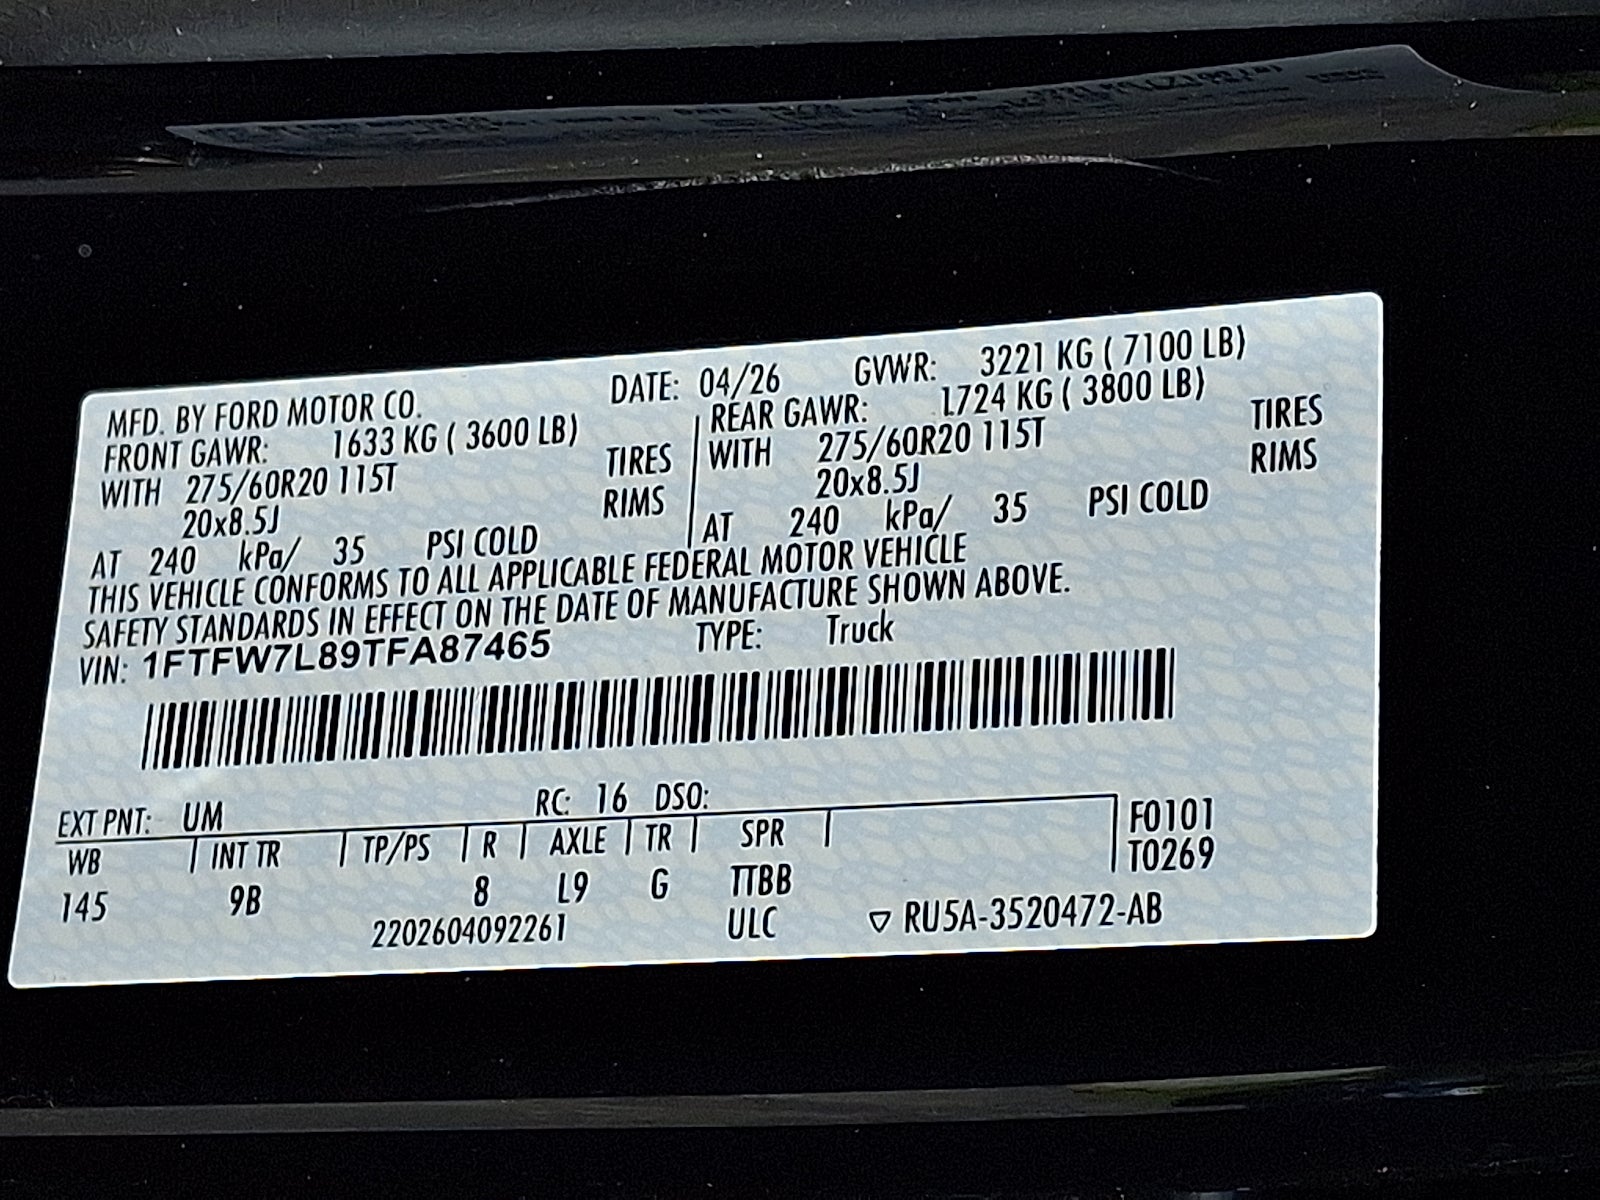 MFD. BY FORD MOTOR CO. DATE: 04/26 GVWR: 3221 KG ( 7100 LB)
FRONT GAWR: 1633 KG ( 3600 LB) REAR GAWR: 1724 KG ( 3800 LB)
WITH 275/60R20 115T TIRES WITH 275/60R20 115T TIRES
20x8.5J RIMS 20x8.5J RIMS
AT 240 kPa/ 35 PSI COLD AT 240 kPa/ 35 PSI COLD
THIS VEHICLE CONFORMS TO ALL APPLICABLE FEDERAL MOTOR VEHICLE
SAFETY STANDARDS IN EFFECT ON THE DATE OF MANUFACTURE SHOWN ABOVE.
VIN: 1FTFW7L89TFA87465 TYPE: Truck
EXT PNT: UM RC: 16 DSO: F0101
WB INT TR TP/PS R AXLE TR SPR T0269
145 9B 8 L9 G TTBB
2202604092261 ULC ▽ RU5A-3520472-AB